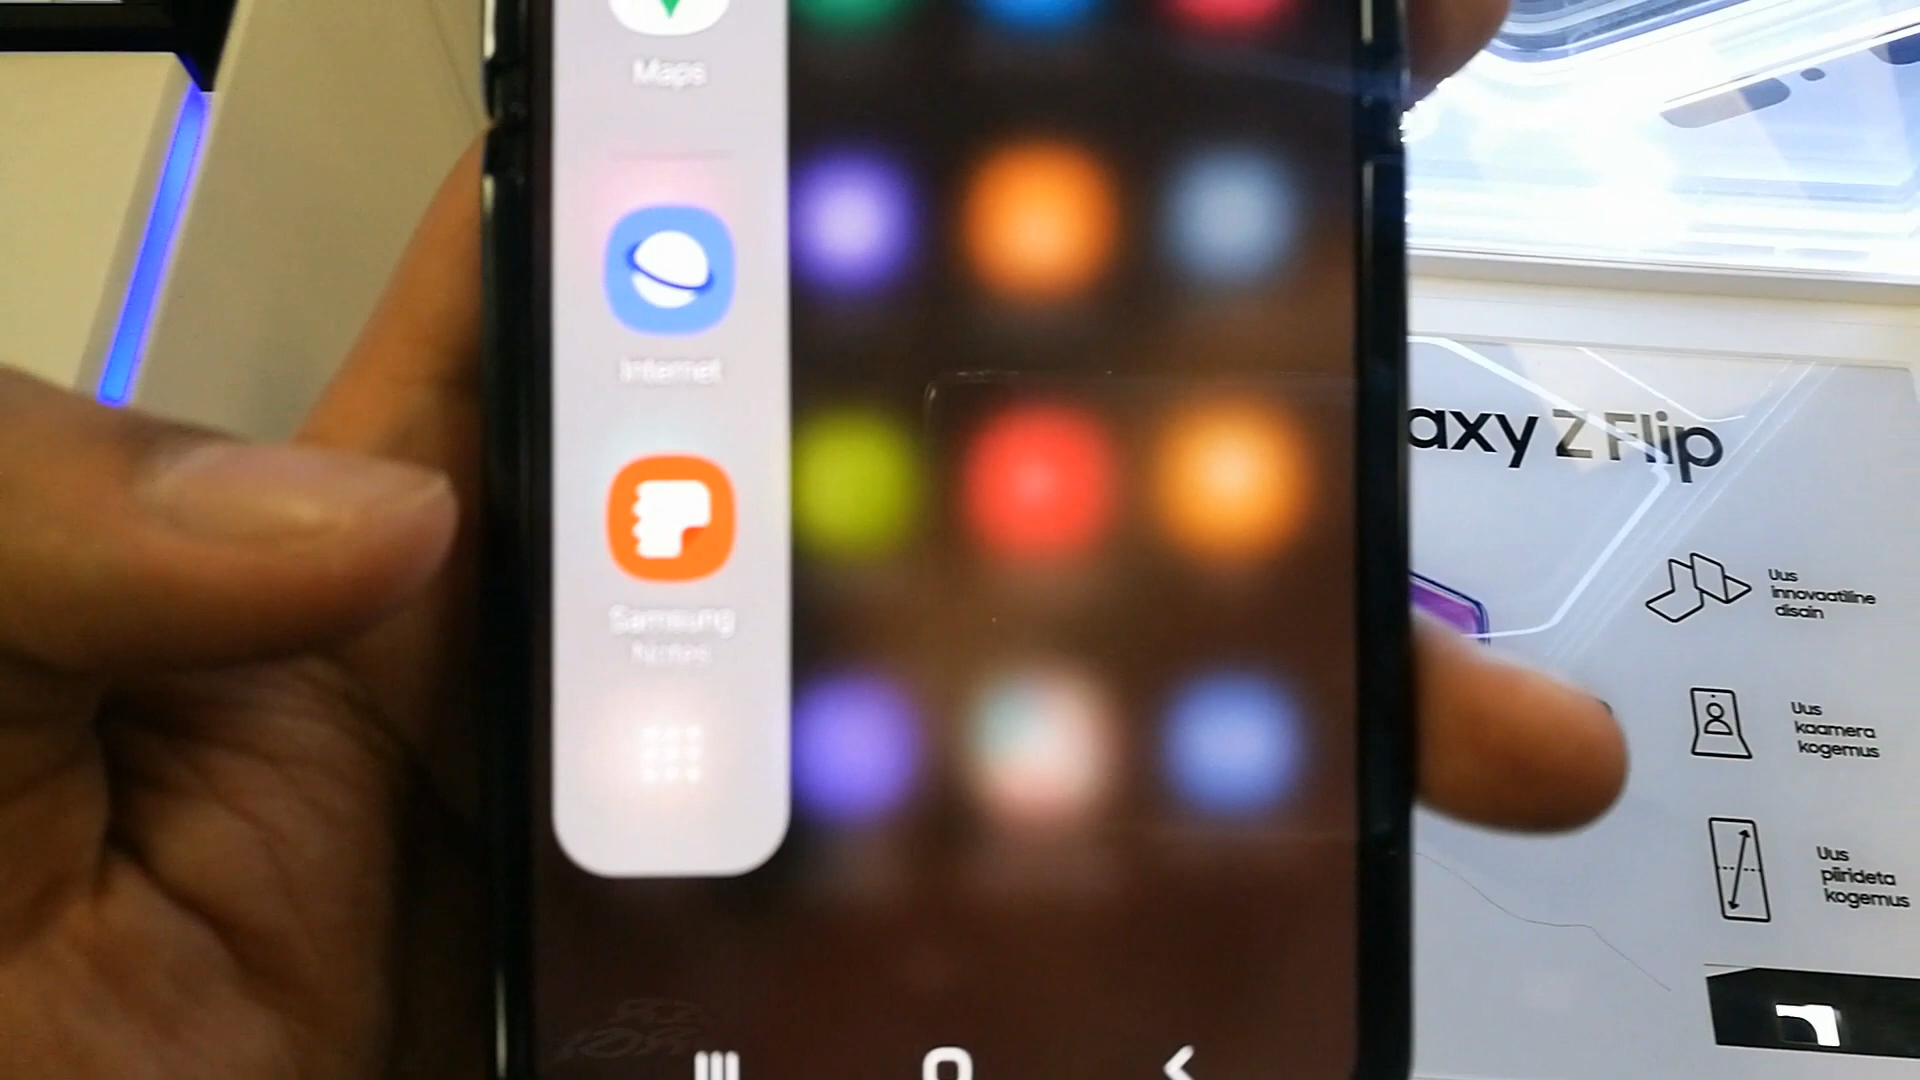 Maps
Internet
Samsung
Notes
axy Z Flip
Uus
innovaatiline
disain
Uus
kaamera
kogemus
Uus
piirideta
kogemus